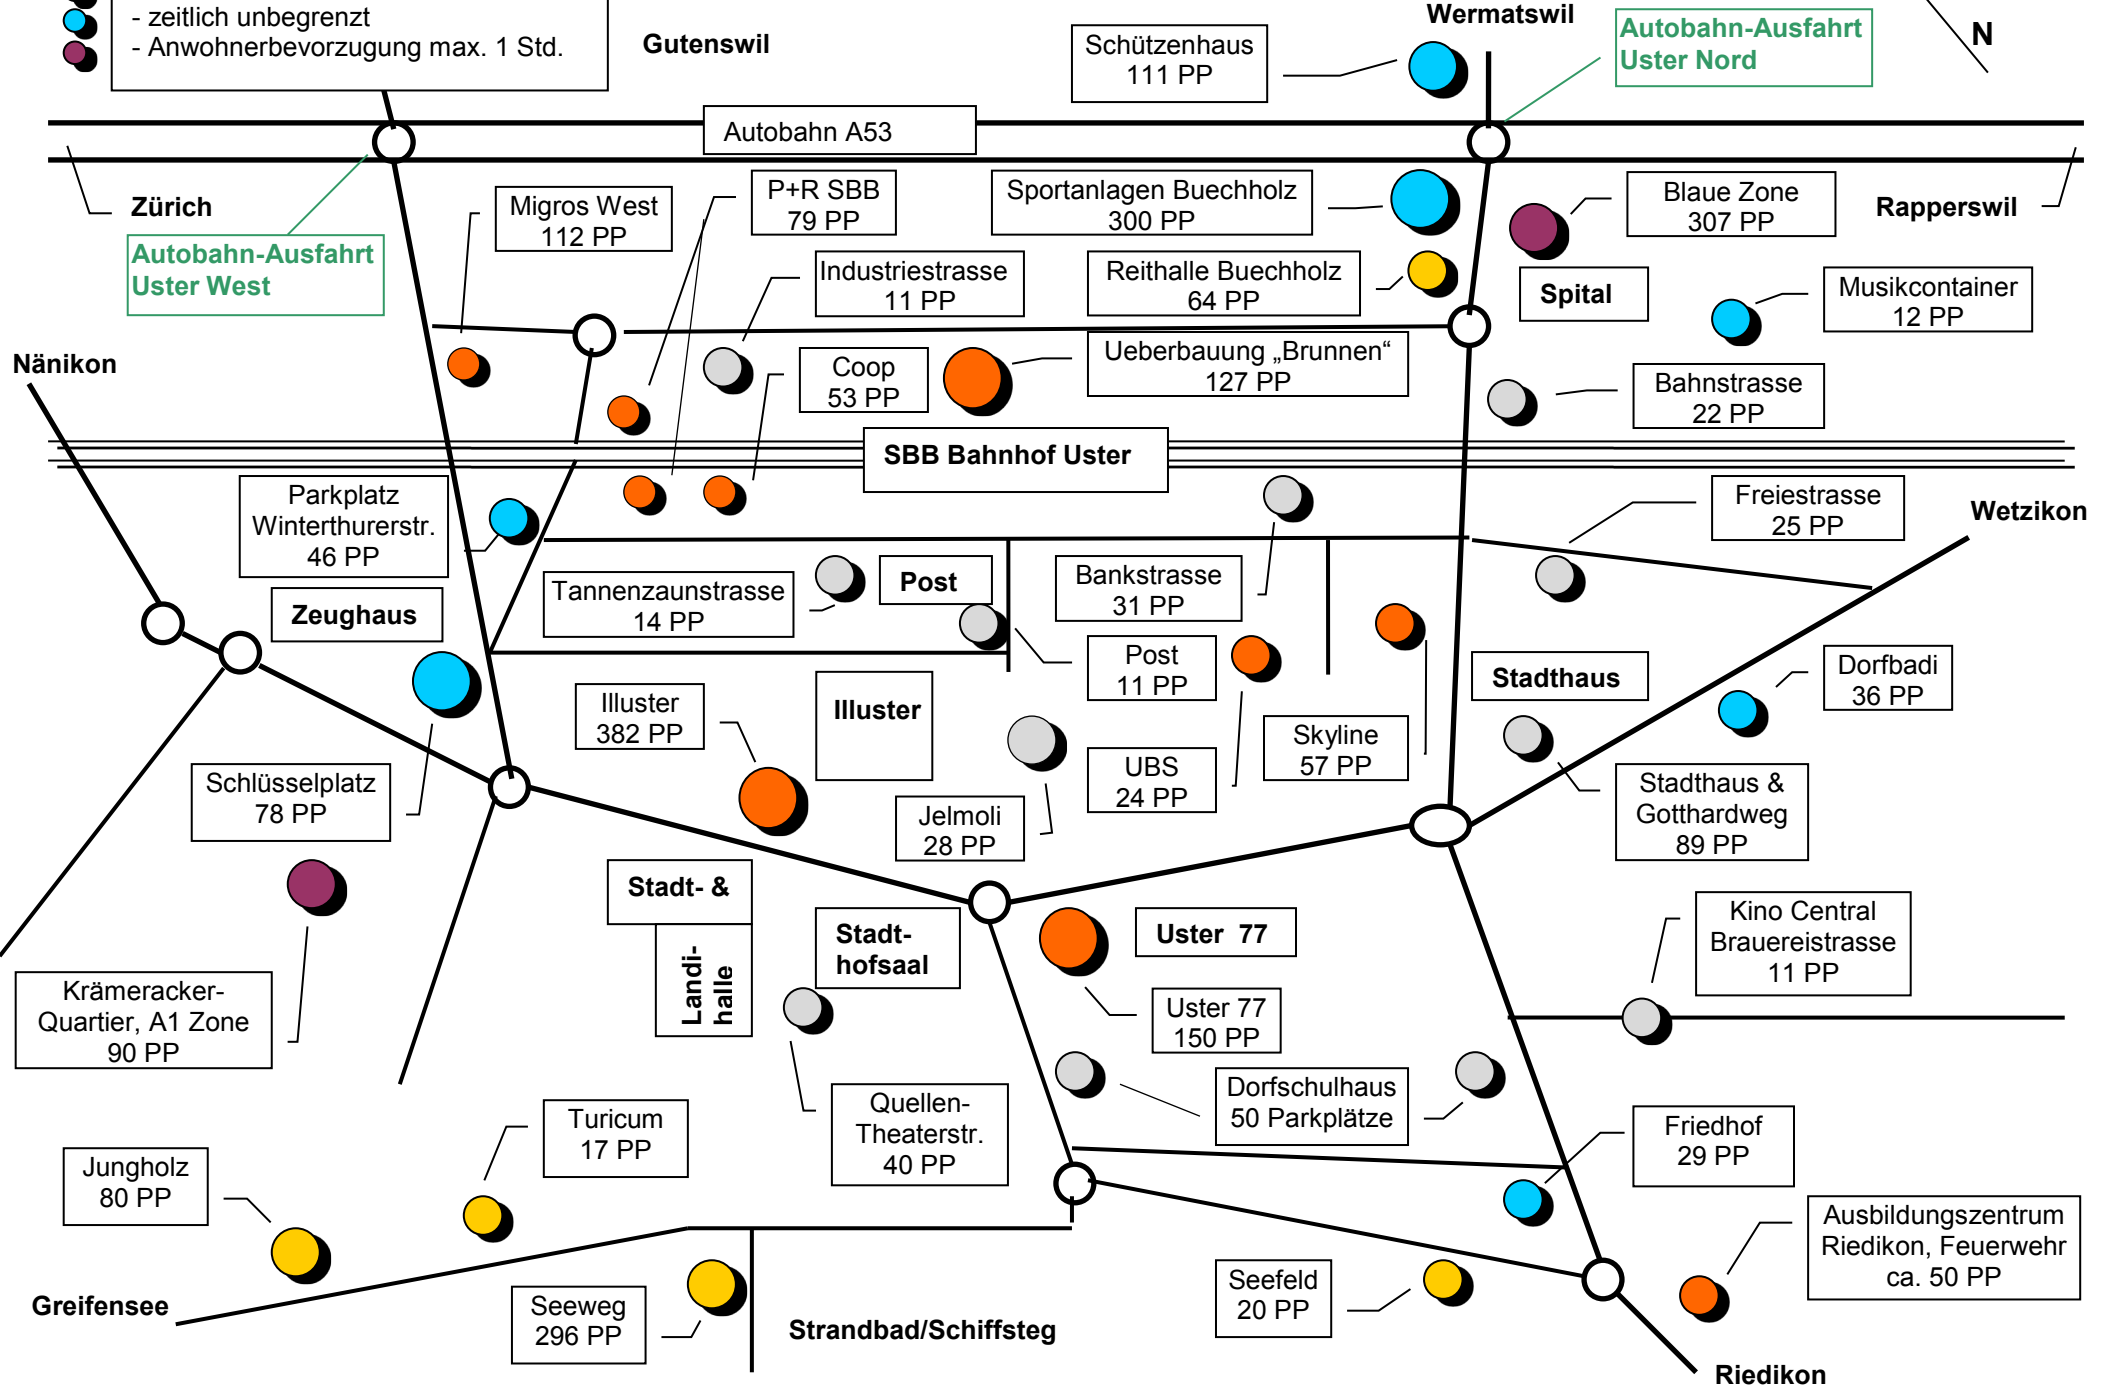 - zeitlich unbegrenzt
- Anwohnerbevorzugung max. 1 Std.
Gutenswil
Schützenhaus
111 PP
Wermatswil
Autobahn-Ausfahrt
Uster Nord
N
Autobahn A53
Zürich
Autobahn-Ausfahrt
Uster West
Migros West
112 PP
P+R SBB
79 PP
Sportanlagen Buechholz
300 PP
Blaue Zone
307 PP
Rapperswil
Industriestrasse
11 PP
Reithalle Buechholz
64 PP
Spital
Musikcontainer
12 PP
Nänikon
Coop
53 PP
Ueberbauung „Brunnen“
127 PP
Bahnstrasse
22 PP
SBB Bahnhof Uster
Parkplatz
Winterthurerstr.
46 PP
Freiestrasse
25 PP
Wetzikon
Zeughaus
Tannenzaunstrasse
14 PP
Post
Bankstrasse
31 PP
Post
11 PP
Stadthaus
Dorfbadi
36 PP
Illuster
382 PP
Illuster
UBS
24 PP
Skyline
57 PP
Schlüsselplatz
78 PP
Jelmoli
28 PP
Stadthaus &
Gotthardweg
89 PP
Stadt- &
Landi-
halle
Stadt-
hofsaal
Uster 77
Kino Central
Brauereistrasse
11 PP
Krämeracker-
Quartier, A1 Zone
90 PP
Uster 77
150 PP
Quellen-
Theaterstr.
40 PP
Dorfschulhaus
50 Parkplätze
Turicum
17 PP
Friedhof
29 PP
Jungholz
80 PP
Ausbildungszentrum
Riedikon, Feuerwehr
ca. 50 PP
Greifensee
Seeweg
296 PP
Strandbad/Schiffsteg
Seefeld
20 PP
Riedikon